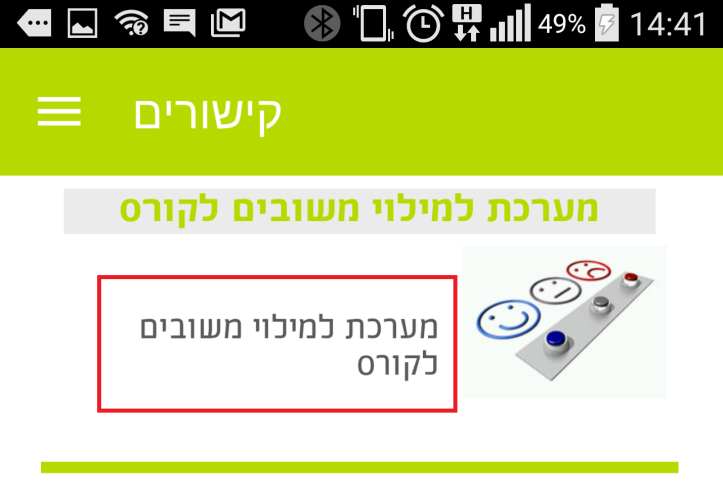 H 49% 14:41
קישורים
מערכת למילוי משובים לקורס
מערכת למילוי משובים
לקורס